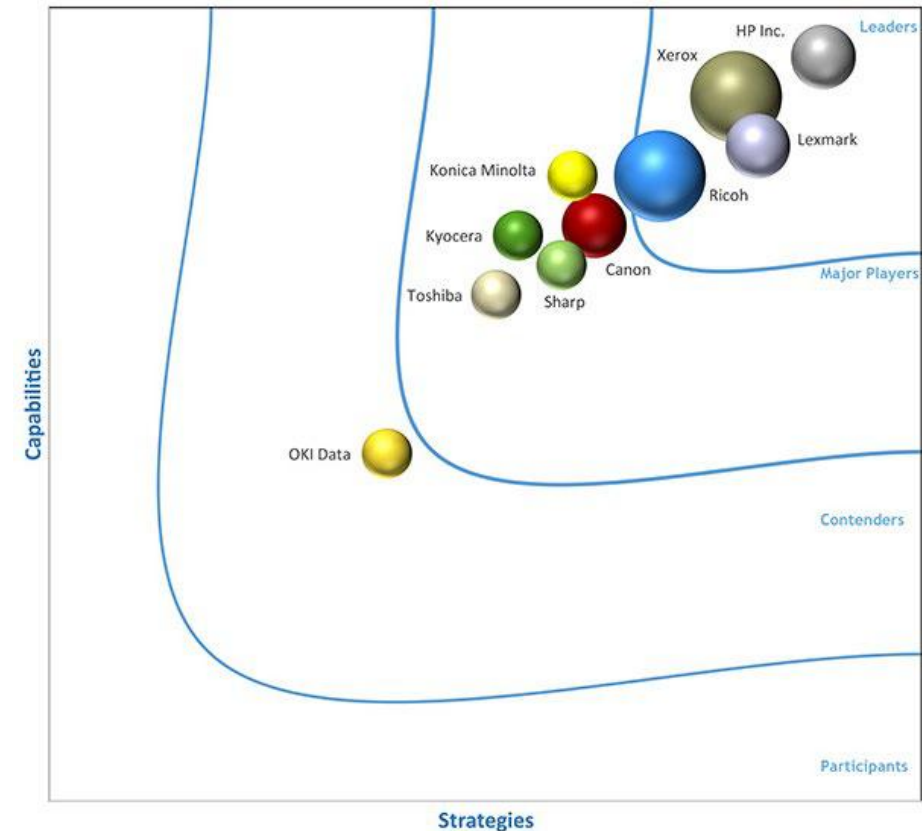 HP Inc.
Leaders
Xerox
Lexmark
Konica Minolta
Ricoh
Kyocera
Canon
Major Players
Toshiba
Sharp
Capabilities
OKI Data
Contenders
Participants
Strategies